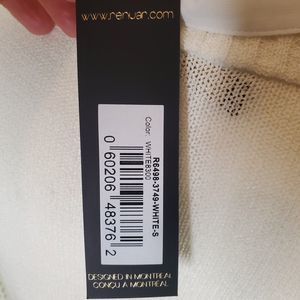 www.renuar.com
R6498-3749-WHITE-S
Color: WHITE8300
0 60206 48376 2
DESIGNED IN MONTREAL
CONÇU A MONTRÉAL